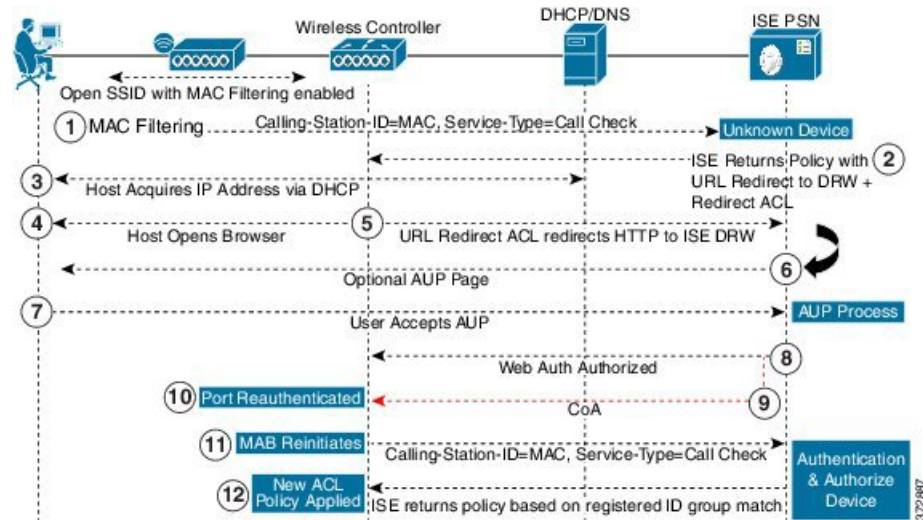 DHCP/DNS
ISE PSN
Wireless Controller
Open SSID with MAC Filtering enabled
1 MAC Filtering
Calling-Station-ID=MAC, Service-Type=Call Check
Unknown Device
ISE Returns Policy with
URL Redirect to DRW +
Redirect ACL
2
3
Host Acquires IP Address via DHCP
4
Host Opens Browser
5
URL Redirect ACL redirects HTTP to ISE DRW
6
Optional AUP Page
7
User Accepts AUP
AUP Process
8
Web Auth Authorized
9
CoA
10 Port Reauthenticated
11 MAB Reinitiates
Calling-Station-ID=MAC, Service-Type=Call Check
Authentication
& Authorize
Device
12 New ACL
Policy Applied
ISE returns policy based on registered ID group match